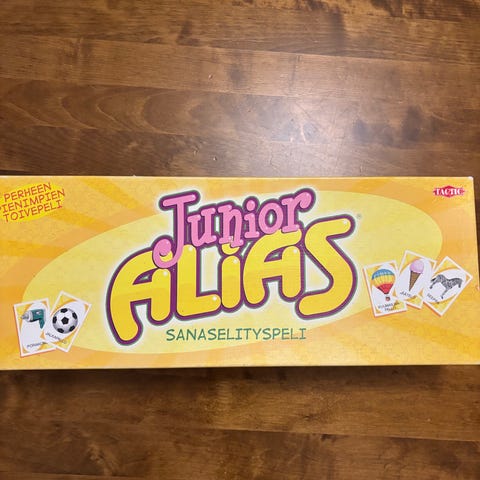 PERHEEN
PIENIMPIEN
TOIVEPELI
TACTIC
Junior
ALIAS®
SANASELITYSPELI